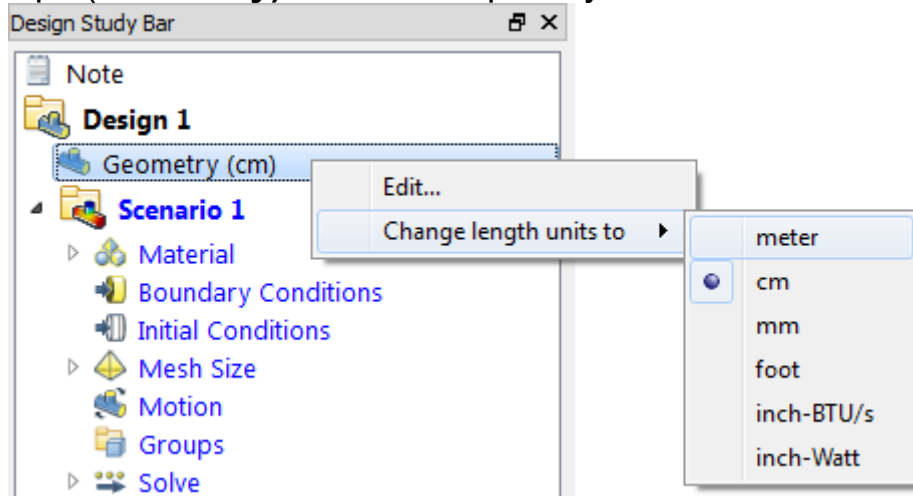 Design Study Bar
Note
Design 1
Geometry (cm)
Edit...
Scenario 1
Change length units to
meter
Material
cm
Boundary Conditions
Initial Conditions
mm
Mesh Size
foot
Motion
inch-BTU/s
Groups
inch-Watt
Solve